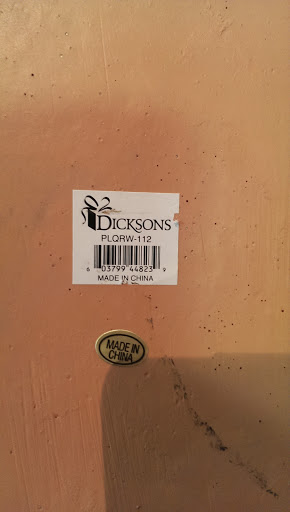 DICKSONS
PLQRW-112
6 03799 44823 9
MADE IN CHINA
MADE IN
CHINA